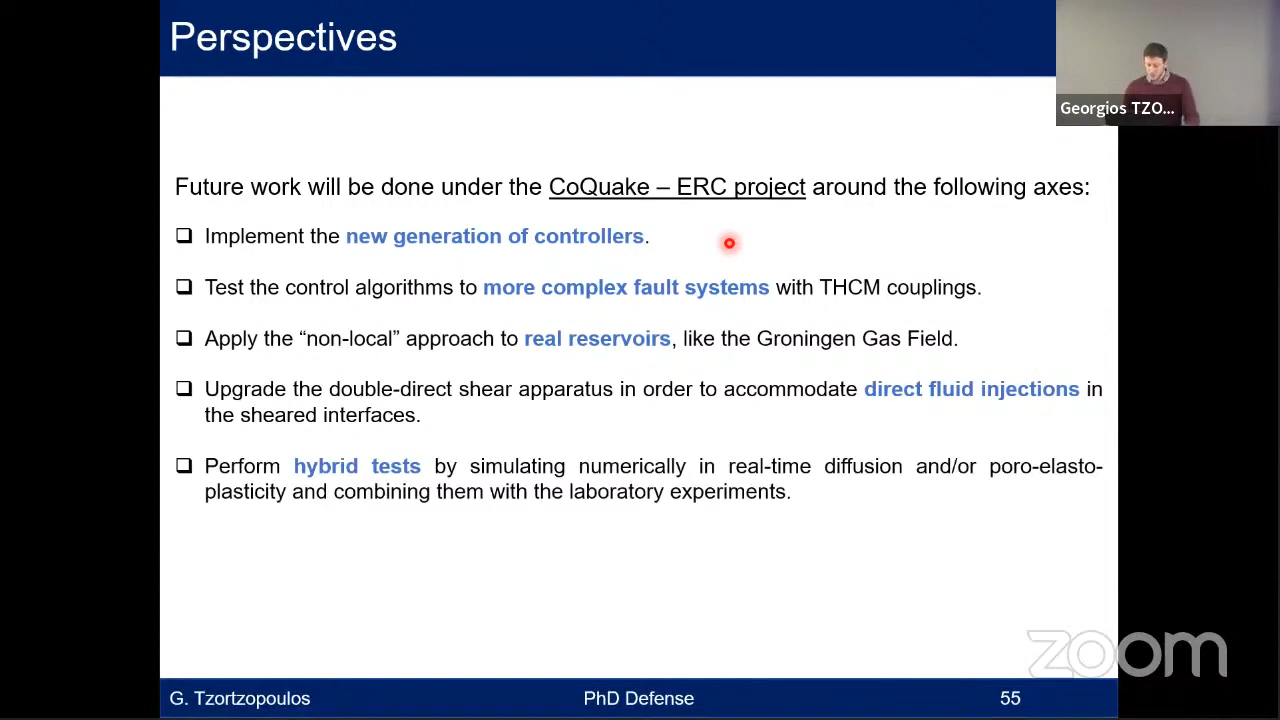 Perspectives
Georgios TZO...
Future work will be done under the CoQuake – ERC project around the following axes:
❑ Implement the new generation of controllers.
❑ Test the control algorithms to more complex fault systems with THCM couplings.
❑ Apply the “non-local” approach to real reservoirs, like the Groningen Gas Field.
❑ Upgrade the double-direct shear apparatus in order to accommodate direct fluid injections in
the sheared interfaces.
❑ Perform hybrid tests by simulating numerically in real-time diffusion and/or poro-elasto-
plasticity and combining them with the laboratory experiments.
zoom
G. Tzortzopoulos PhD Defense 55